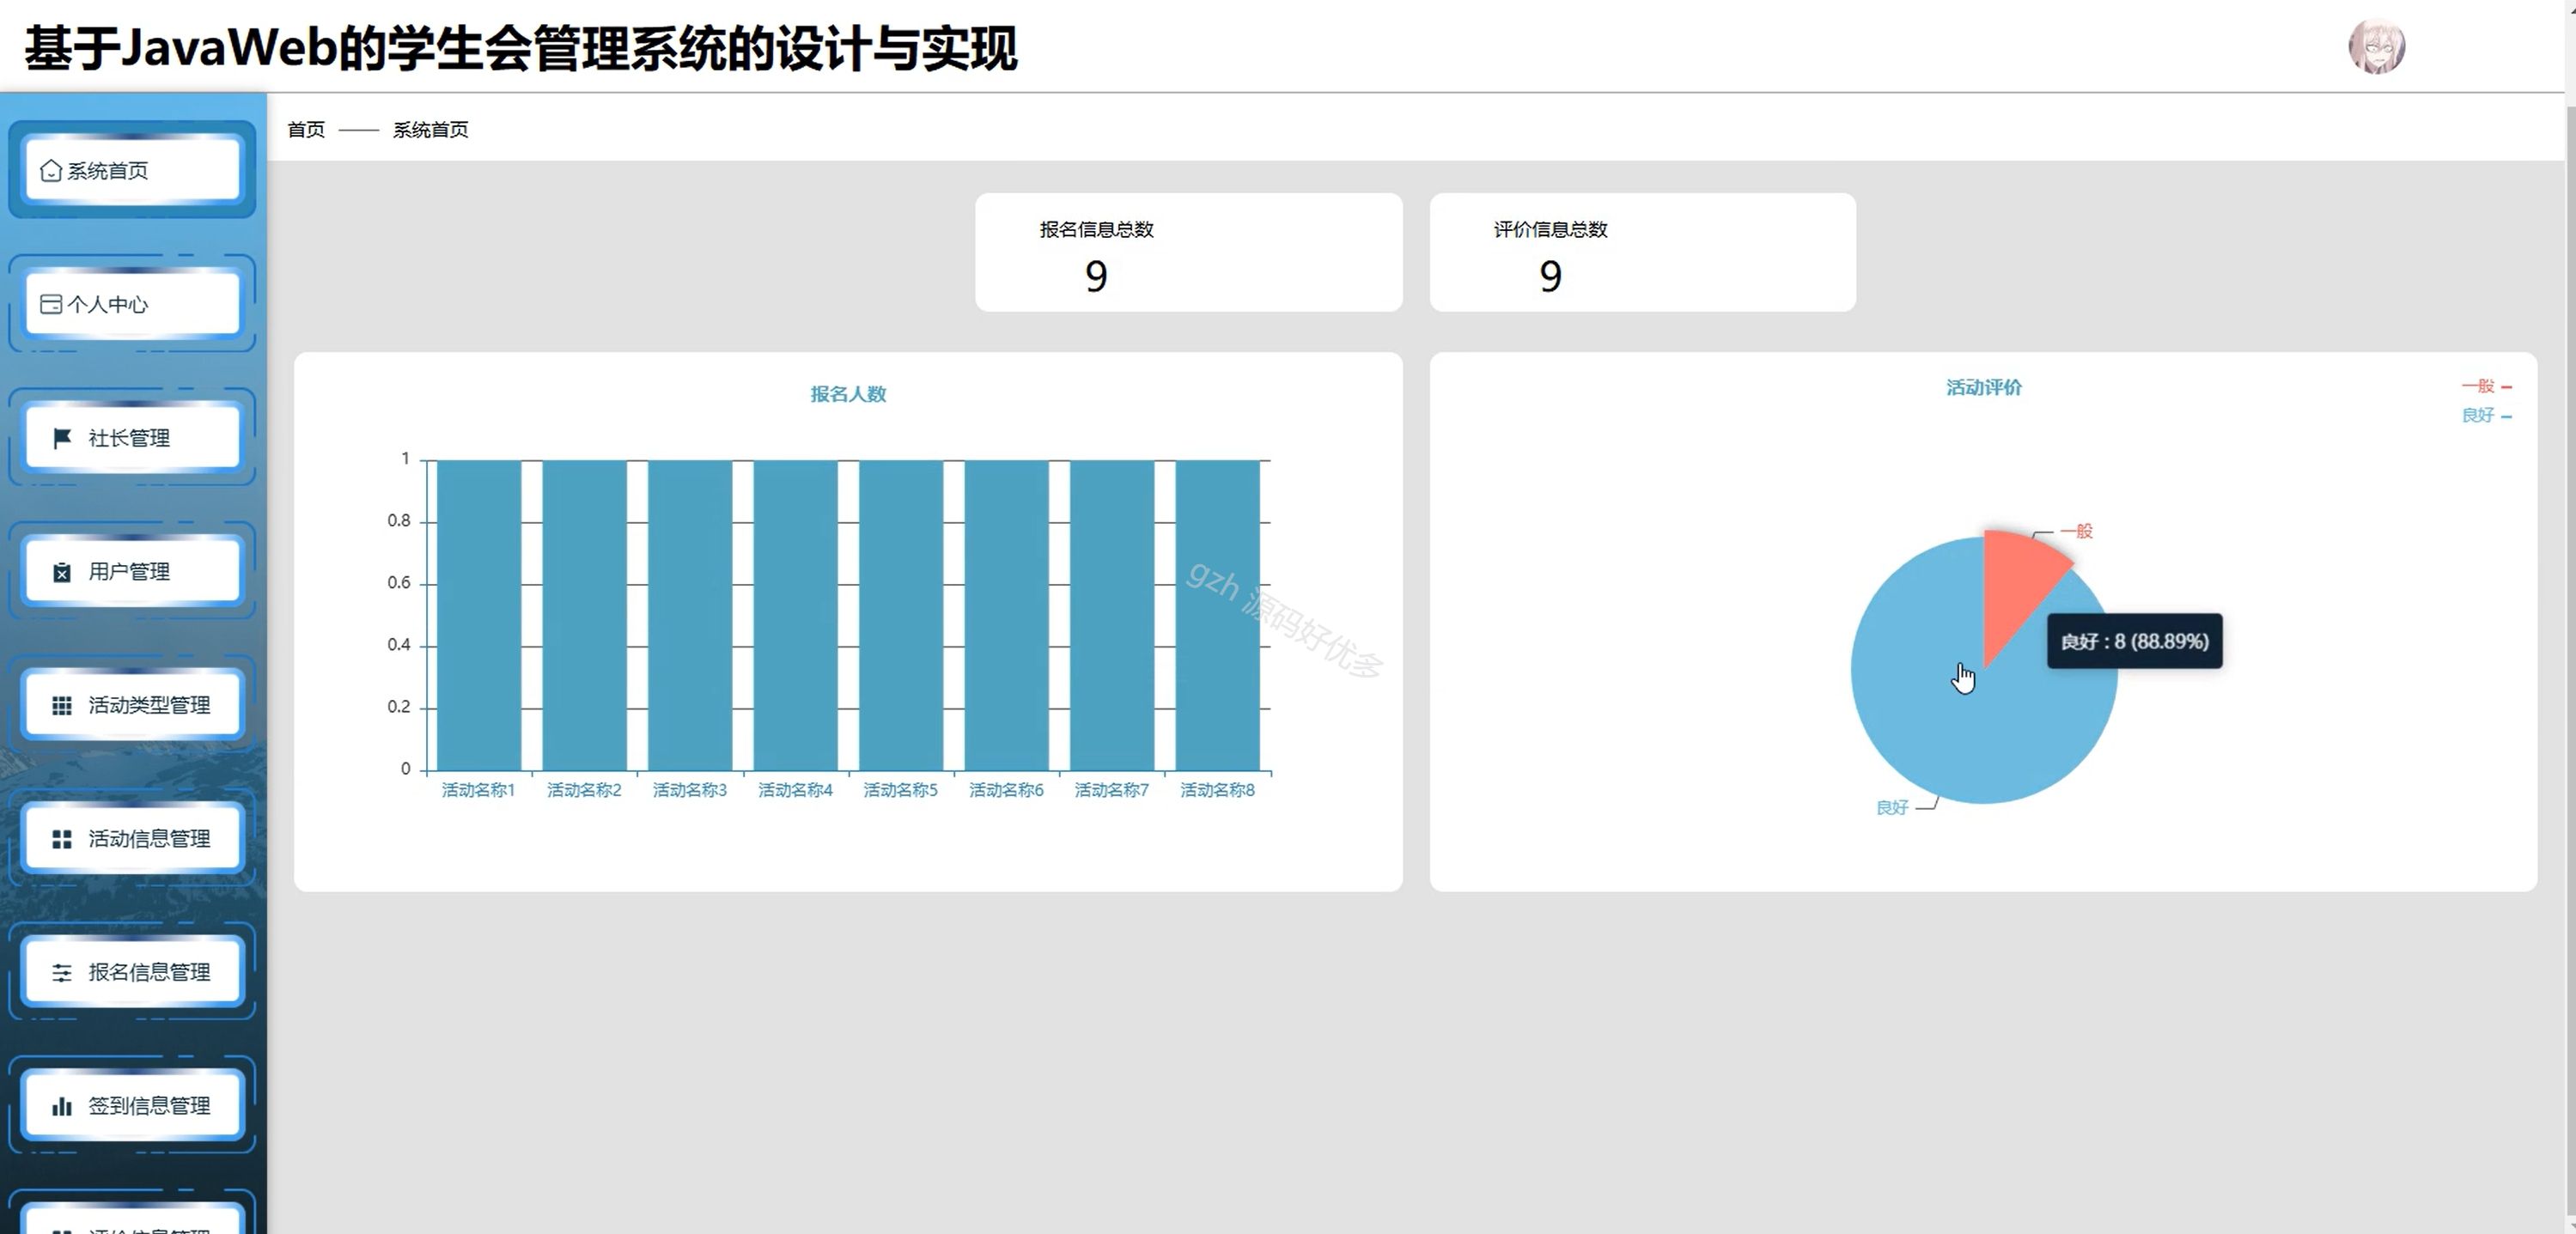 基于JavaWeb的学生会管理系统的设计与实现
首页 —— 系统首页
系统首页
个人中心
社长管理
用户管理
活动类型管理
活动信息管理
报名信息管理
签到信息管理
评价信息管理
报名信息总数
9
评价信息总数
9
报名人数
1
0.8
0.6
0.4
0.2
0
活动名称1 活动名称2 活动名称3 活动名称4 活动名称5 活动名称6 活动名称7 活动名称8
gzh 源码好优多
活动评价
一般
良好
一般
良好 : 8 (88.89%)
良好